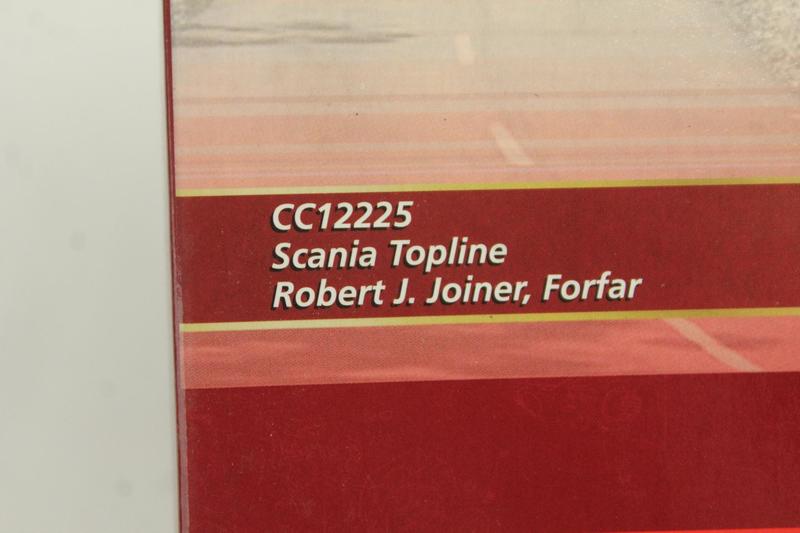 CC12225
Scania Topline
Robert J. Joiner, Forfar